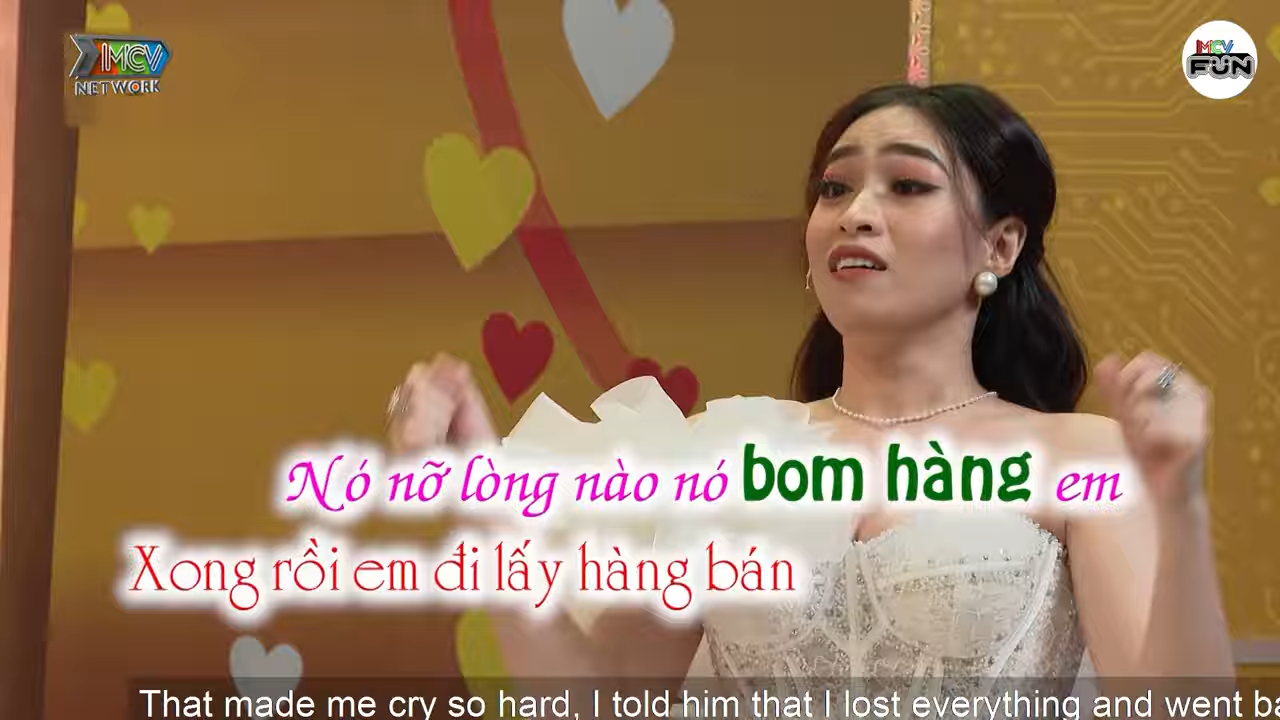 MCV
NETWORK
MCV
FUN
Nó nỡ lòng nào nó bom hàng em
Xong rồi em đi lấy hàng bán
That made me cry so hard, I told him that I lost everything and went ba